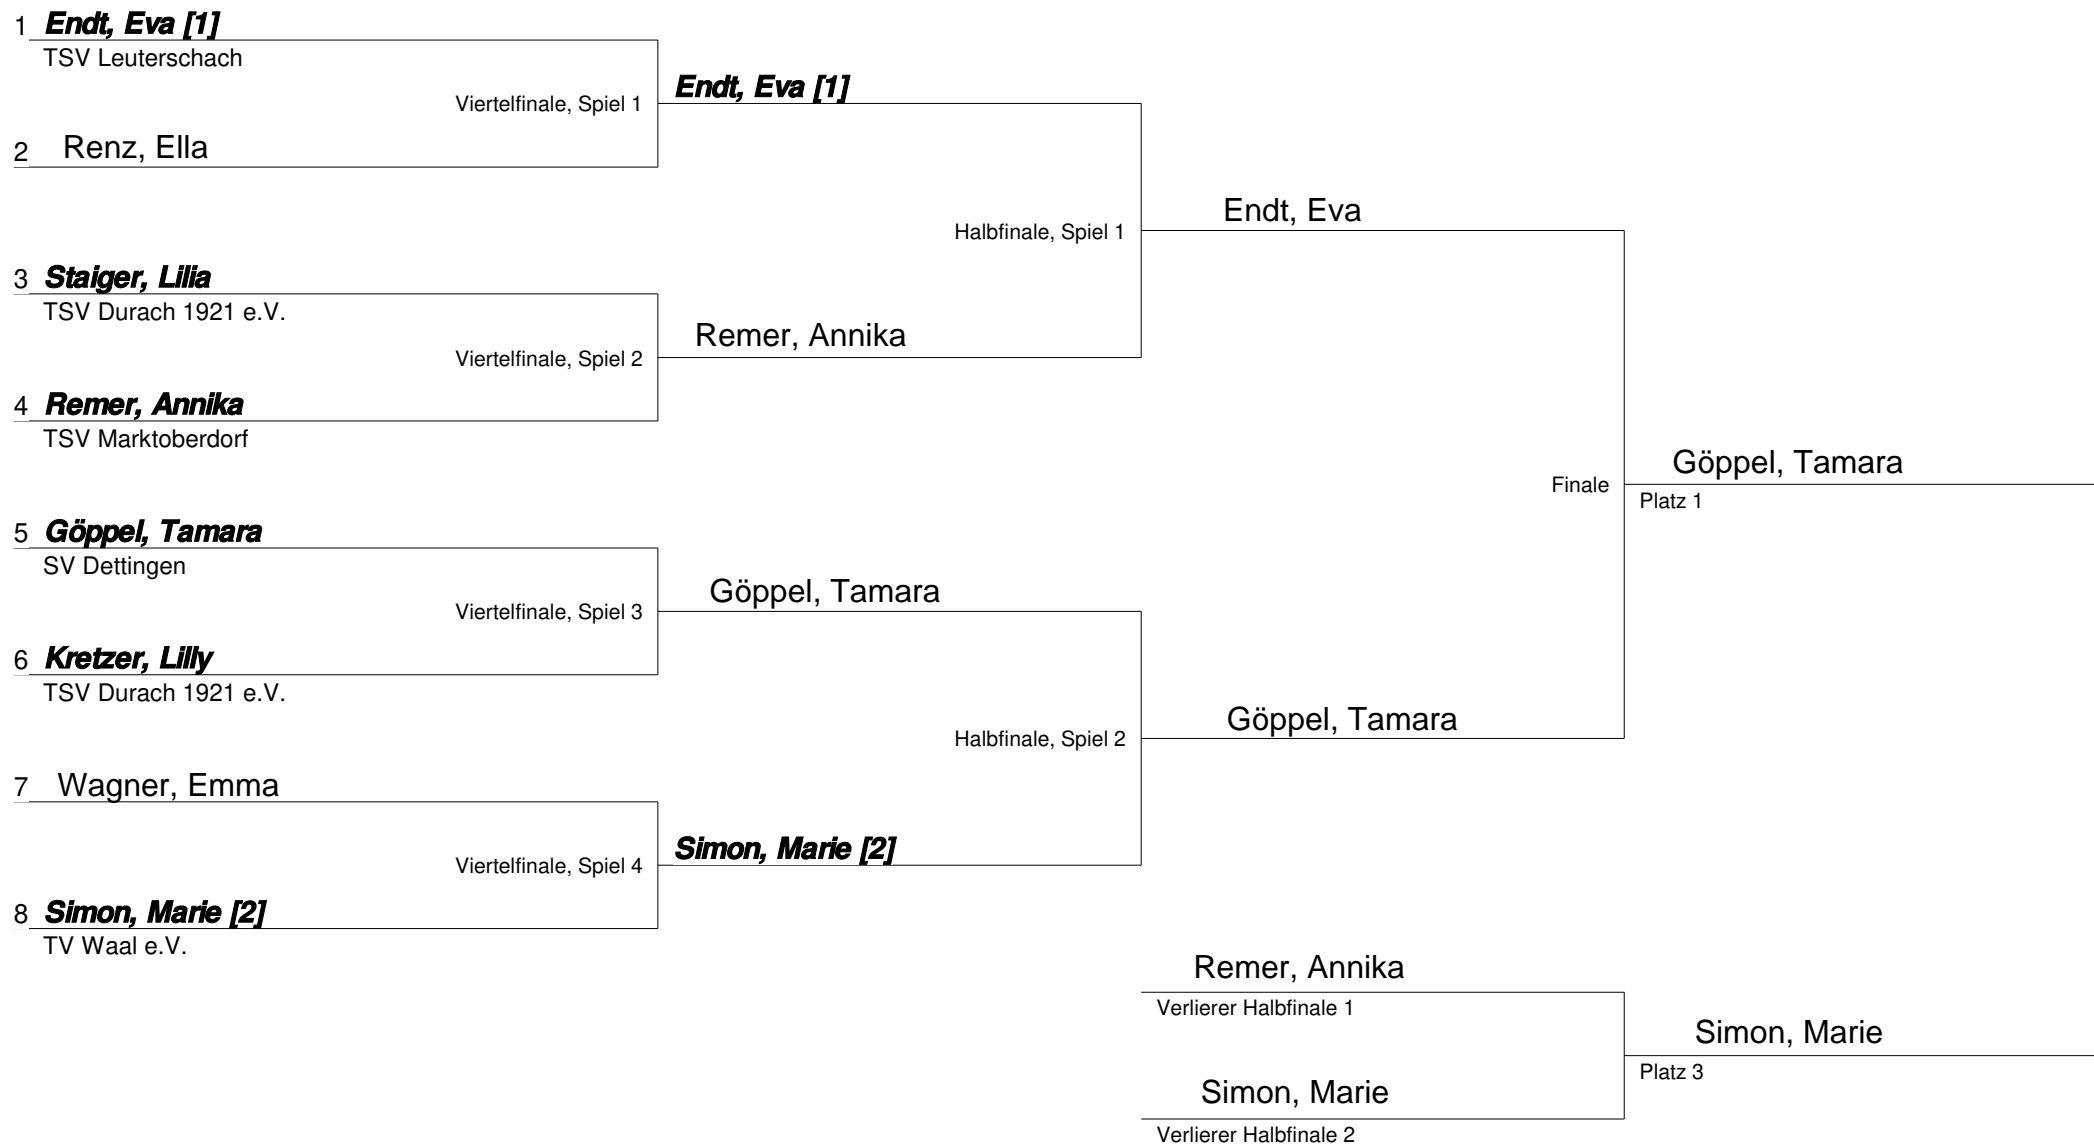 1 Endt, Eva [1]
TSV Leuterschach
Viertelfinale, Spiel 1
Endt, Eva [1]
2 Renz, Ella
Halbfinale, Spiel 1
Endt, Eva
3 Staiger, Lilia
TSV Durach 1921 e.V.
Viertelfinale, Spiel 2
Remer, Annika
4 Remer, Annika
TSV Marktoberdorf
Finale
Göppel, Tamara
Platz 1
5 Göppel, Tamara
SV Dettingen
Viertelfinale, Spiel 3
Göppel, Tamara
6 Kretzer, Lilly
TSV Durach 1921 e.V.
Halbfinale, Spiel 2
Göppel, Tamara
7 Wagner, Emma
Viertelfinale, Spiel 4
Simon, Marie [2]
8 Simon, Marie [2]
TV Waal e.V.
Remer, Annika
Verlierer Halbfinale 1
Simon, Marie
Platz 3
Simon, Marie
Verlierer Halbfinale 2